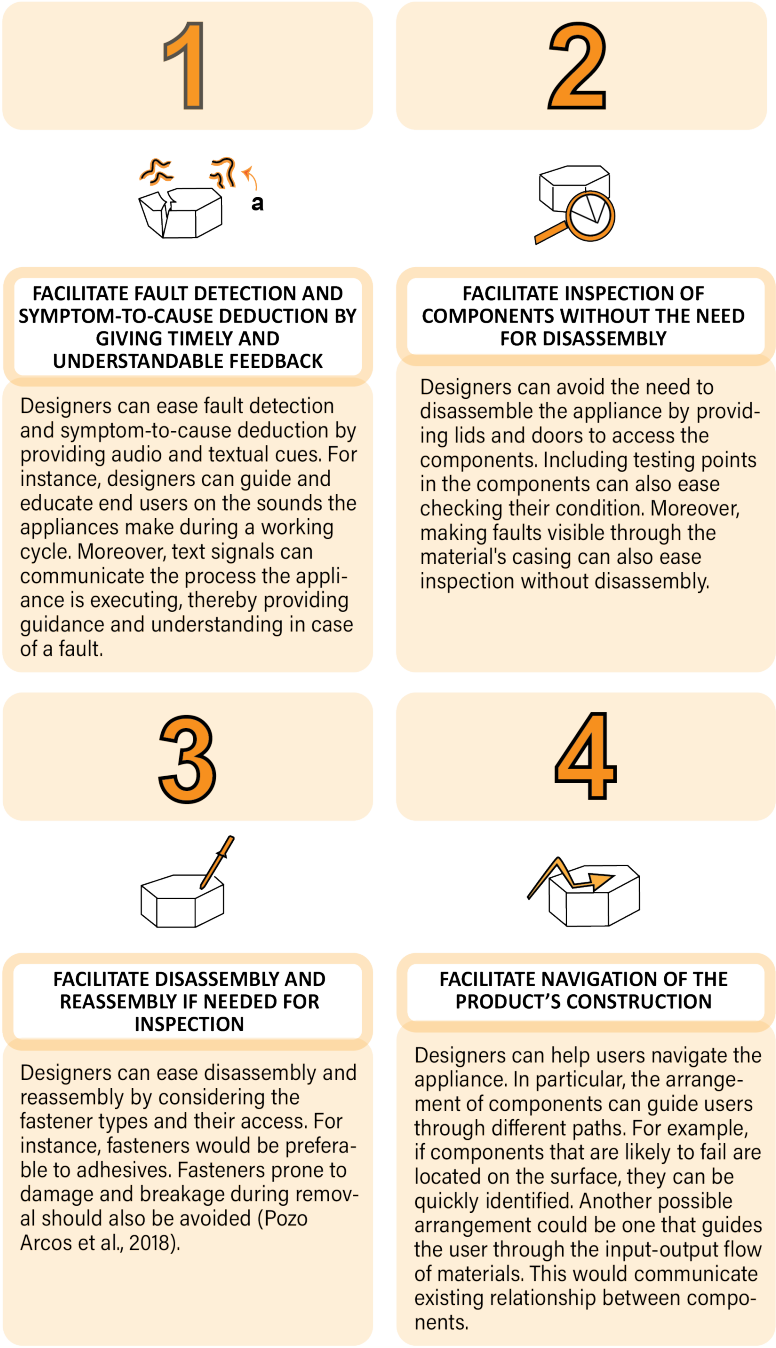 1
a
FACILITATE FAULT DETECTION AND
SYMPTOM-TO-CAUSE DEDUCTION BY
GIVING TIMELY AND
UNDERSTANDABLE FEEDBACK
Designers can ease fault detection
and symptom-to-cause deduction by
providing audio and textual cues. For
instance, designers can guide and
educate end users on the sounds the
appliances make during a working
cycle. Moreover, text signals can
communicate the process the appli-
ance is executing, thereby providing
guidance and understanding in case
of a fault.
2
FACILITATE INSPECTION OF
COMPONENTS WITHOUT THE NEED
FOR DISASSEMBLY
Designers can avoid the need to
disassemble the appliance by provid-
ing lids and doors to access the
components. Including testing points
in the components can also ease
checking their condition. Moreover,
making faults visible through the
material's casing can also ease
inspection without disassembly.
3
FACILITATE DISASSEMBLY AND
REASSEMBLY IF NEEDED FOR
INSPECTION
Designers can ease disassembly and
reassembly by considering the
fastener types and their access. For
instance, fasteners would be prefera-
ble to adhesives. Fasteners prone to
damage and breakage during remov-
al should also be avoided (Pozo
Arcos et al., 2018).
4
FACILITATE NAVIGATION OF THE
PRODUCT’S CONSTRUCTION
Designers can help users navigate the
appliance. In particular, the arrange-
ment of components can guide users
through different paths. For example,
if components that are likely to fail are
located on the surface, they can be
quickly identified. Another possible
arrangement could be one that guides
the user through the input-output flow
of materials. This would communicate
existing relationship between compo-
nents.